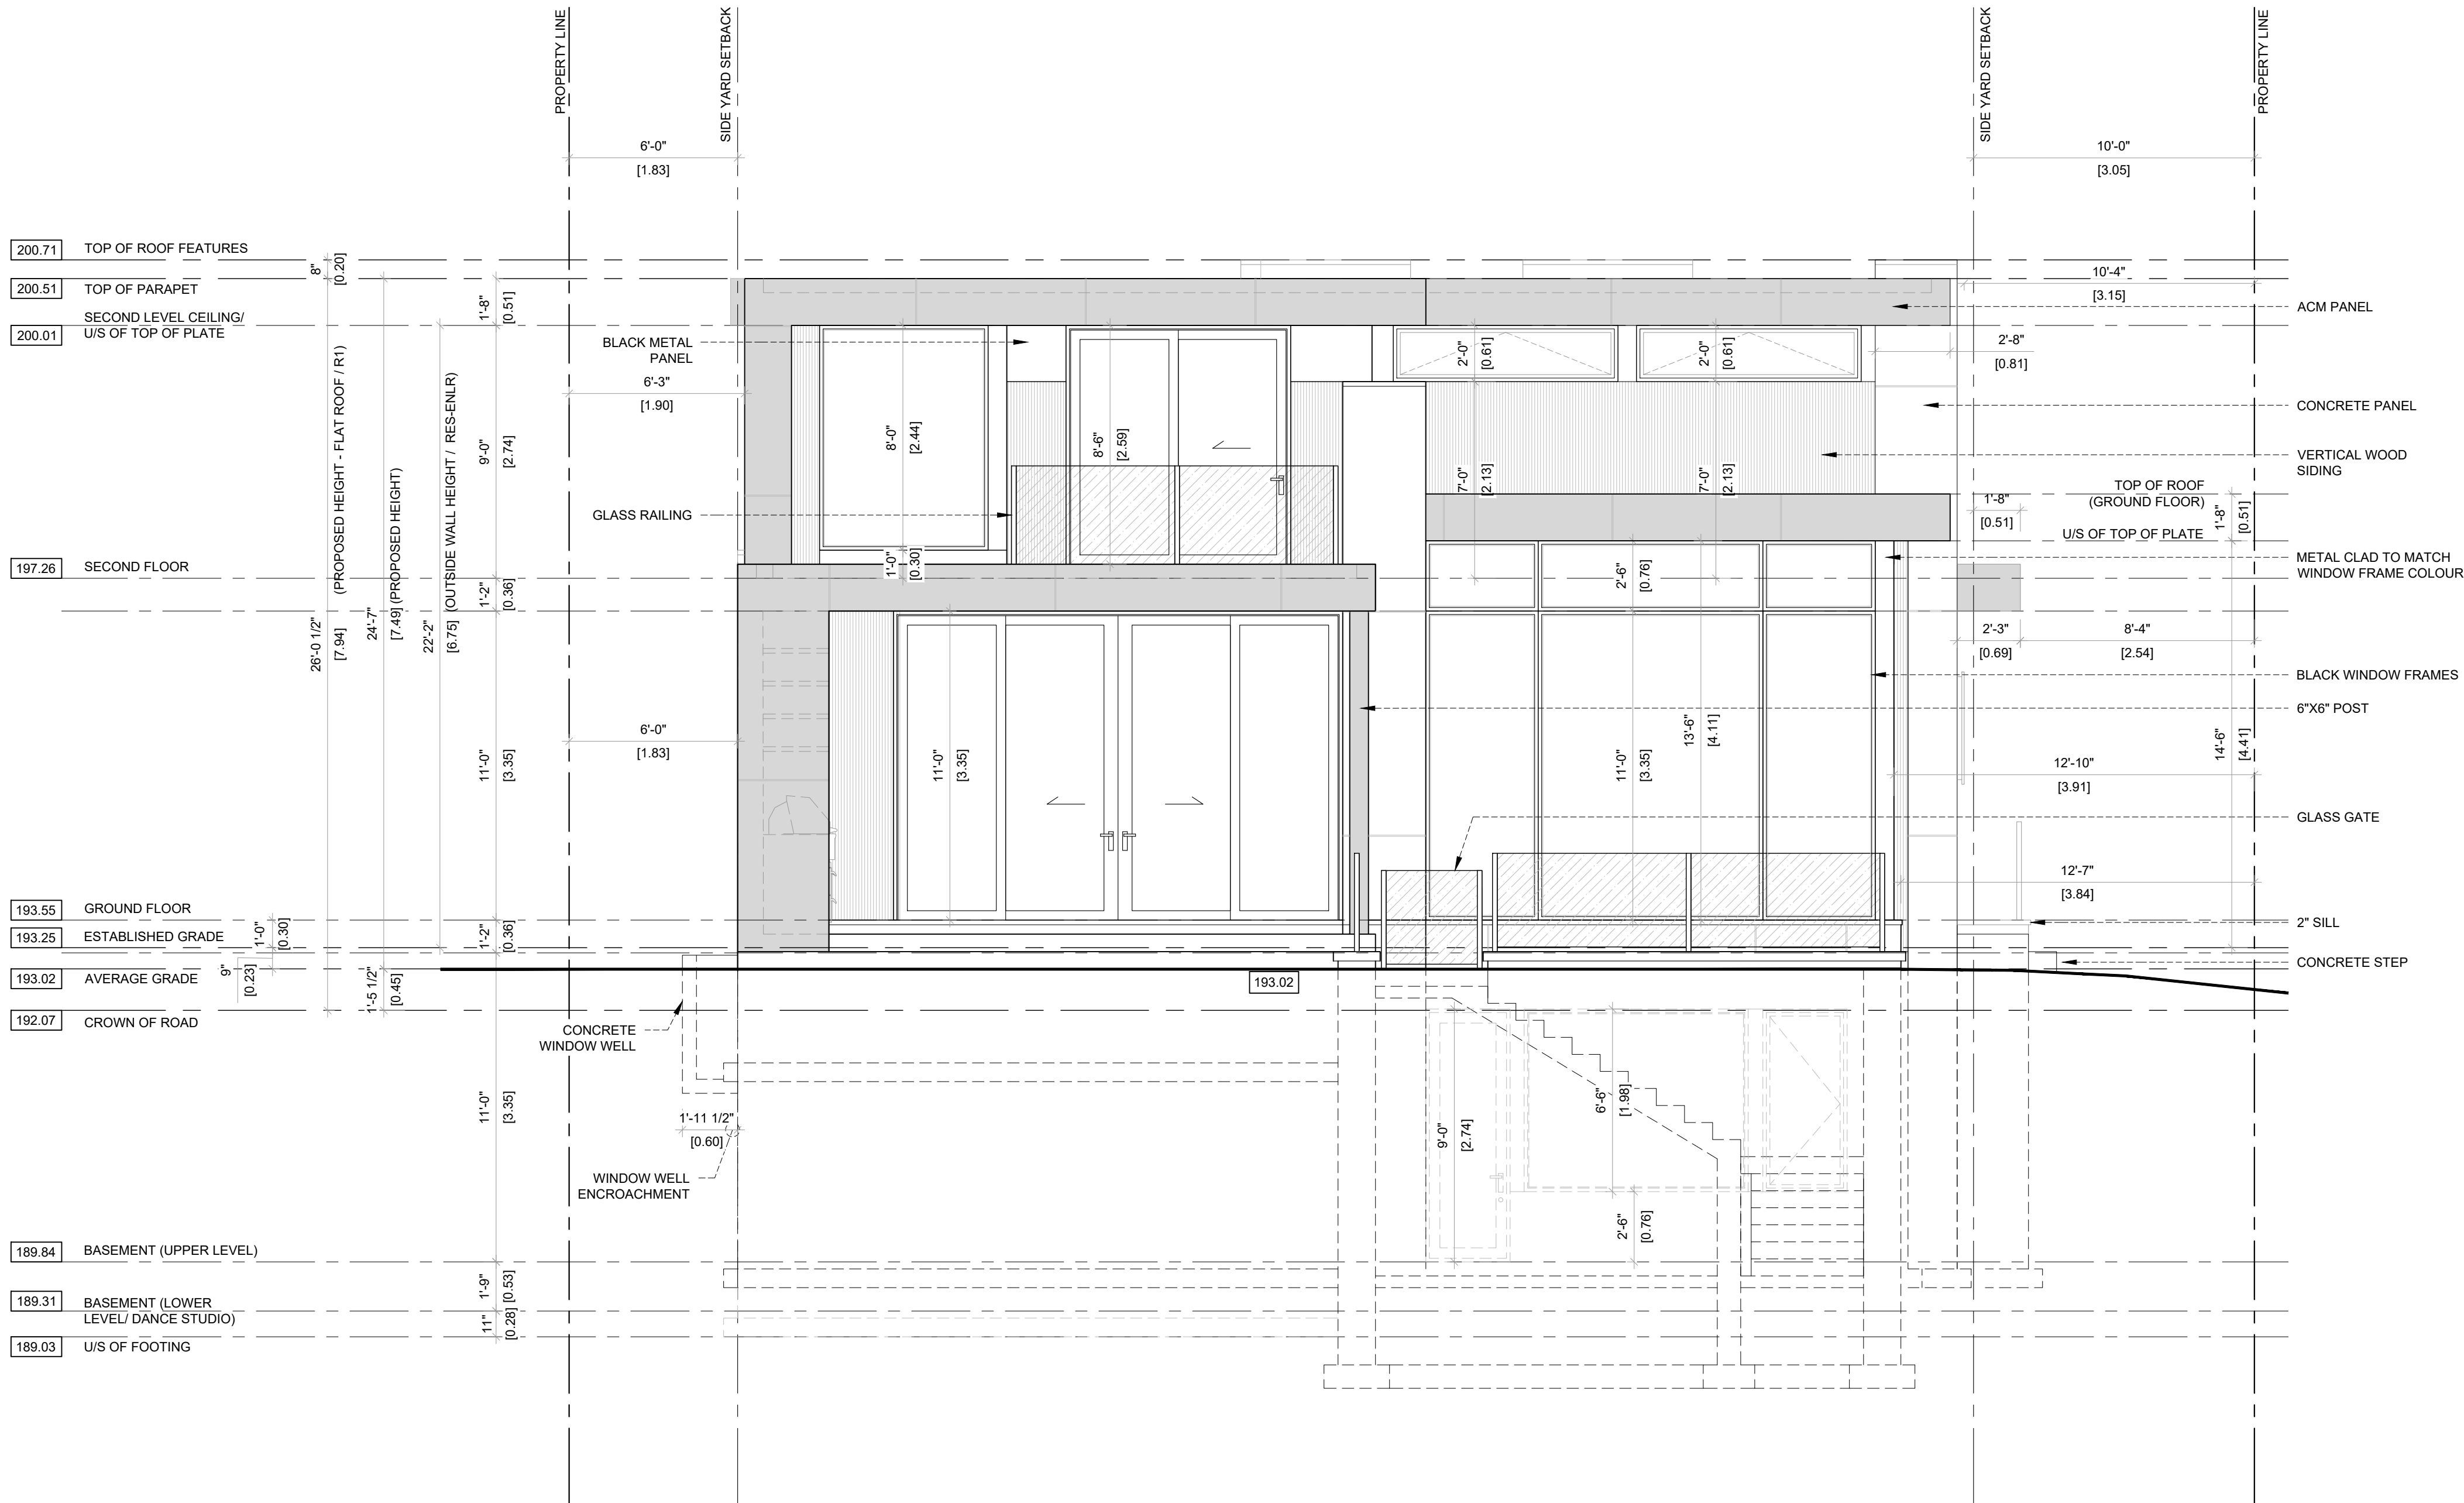 PROPERTY LINE
SIDE YARD SETBACK
SIDE YARD SETBACK
PROPERTY LINE
6'-0"
[1.83]
10'-0"
[3.05]
200.71 TOP OF ROOF FEATURES
8"
[0.20]
200.51 TOP OF PARAPET
SECOND LEVEL CEILING/
200.01 U/S OF TOP OF PLATE
1'-8"
[0.51]
10'-4"
[3.15]
ACM PANEL
BLACK METAL
PANEL
6'-3"
[1.90]
2'-0"
[0.61]
2'-0"
[0.61]
2'-8"
[0.81]
CONCRETE PANEL
9'-0"
[2.74]
8'-0"
[2.44]
8'-6"
[2.59]
7'-0"
[2.13]
7'-0"
[2.13]
VERTICAL WOOD
SIDING
TOP OF ROOF
(GROUND FLOOR)
1'-8"
[0.51]
1'-8"
[0.51]
GLASS RAILING
U/S OF TOP OF PLATE
METAL CLAD TO MATCH
WINDOW FRAME COLOUR
197.26 SECOND FLOOR
1'-2"
[0.36]
1'-0"
[0.30]
2'-6"
[0.76]
26'-0 1/2" (PROPOSED HEIGHT - FLAT ROOF / R1)
[7.94]
24'-7"
[7.49] (PROPOSED HEIGHT)
22'-2"
[6.75] (OUTSIDE WALL HEIGHT / RES-ENLR)
2'-3"
[0.69]
8'-4"
[2.54]
BLACK WINDOW FRAMES
6"X6" POST
6'-0"
[1.83]
11'-0"
[3.35]
11'-0"
[3.35]
11'-0"
[3.35]
13'-6"
[4.11]
14'-6"
[4.41]
12'-10"
[3.91]
GLASS GATE
12'-7"
[3.84]
193.55 GROUND FLOOR
193.25 ESTABLISHED GRADE
1'-0"
[0.30]
1'-2"
[0.36]
2" SILL
193.02 AVERAGE GRADE
9"
[0.23]
1'-5 1/2"
[0.45]
193.02
CONCRETE STEP
192.07 CROWN OF ROAD
CONCRETE
WINDOW WELL
11'-0"
[3.35]
1'-11 1/2"
[0.60]
9'-0"
[2.74]
6'-6"
[1.98]
WINDOW WELL
ENCROACHMENT
2'-6"
[0.76]
189.84 BASEMENT (UPPER LEVEL)
1'-9"
[0.53]
189.31 BASEMENT (LOWER
LEVEL/ DANCE STUDIO)
11"
[0.28]
189.03 U/S OF FOOTING